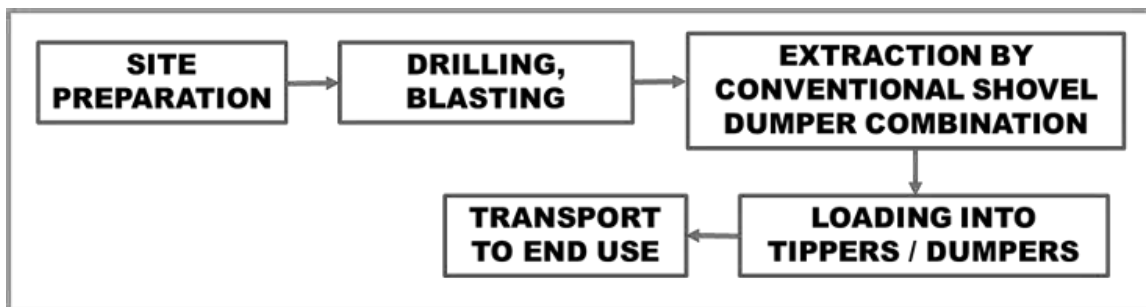 SITE
PREPARATION
DRILLING,
BLASTING
EXTRACTION BY
CONVENTIONAL SHOVEL
DUMPER COMBINATION
LOADING INTO
TIPPERS / DUMPERS
TRANSPORT
TO END USE